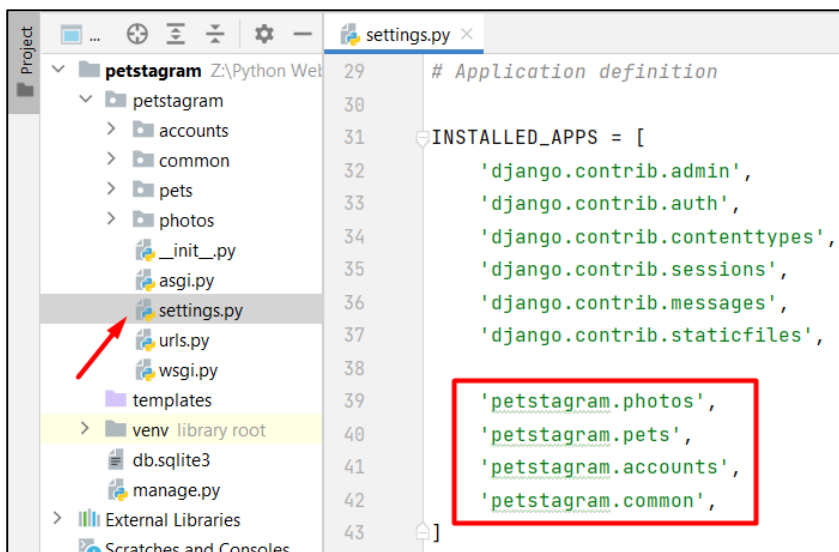 Project
...
settings.py
petstagram Z:\Python Web
petstagram
accounts
common
pets
photos
__init__.py
asgi.py
settings.py
urls.py
wsgi.py
templates
venv library root
db.sqlite3
manage.py
External Libraries
Scratches and Consoles
29 # Application definition
30
31 INSTALLED_APPS = [
32 'django.contrib.admin',
33 'django.contrib.auth',
34 'django.contrib.contenttypes',
35 'django.contrib.sessions',
36 'django.contrib.messages',
37 'django.contrib.staticfiles',
38
39 'petstagram.photos',
40 'petstagram.pets',
41 'petstagram.accounts',
42 'petstagram.common',
43 ]